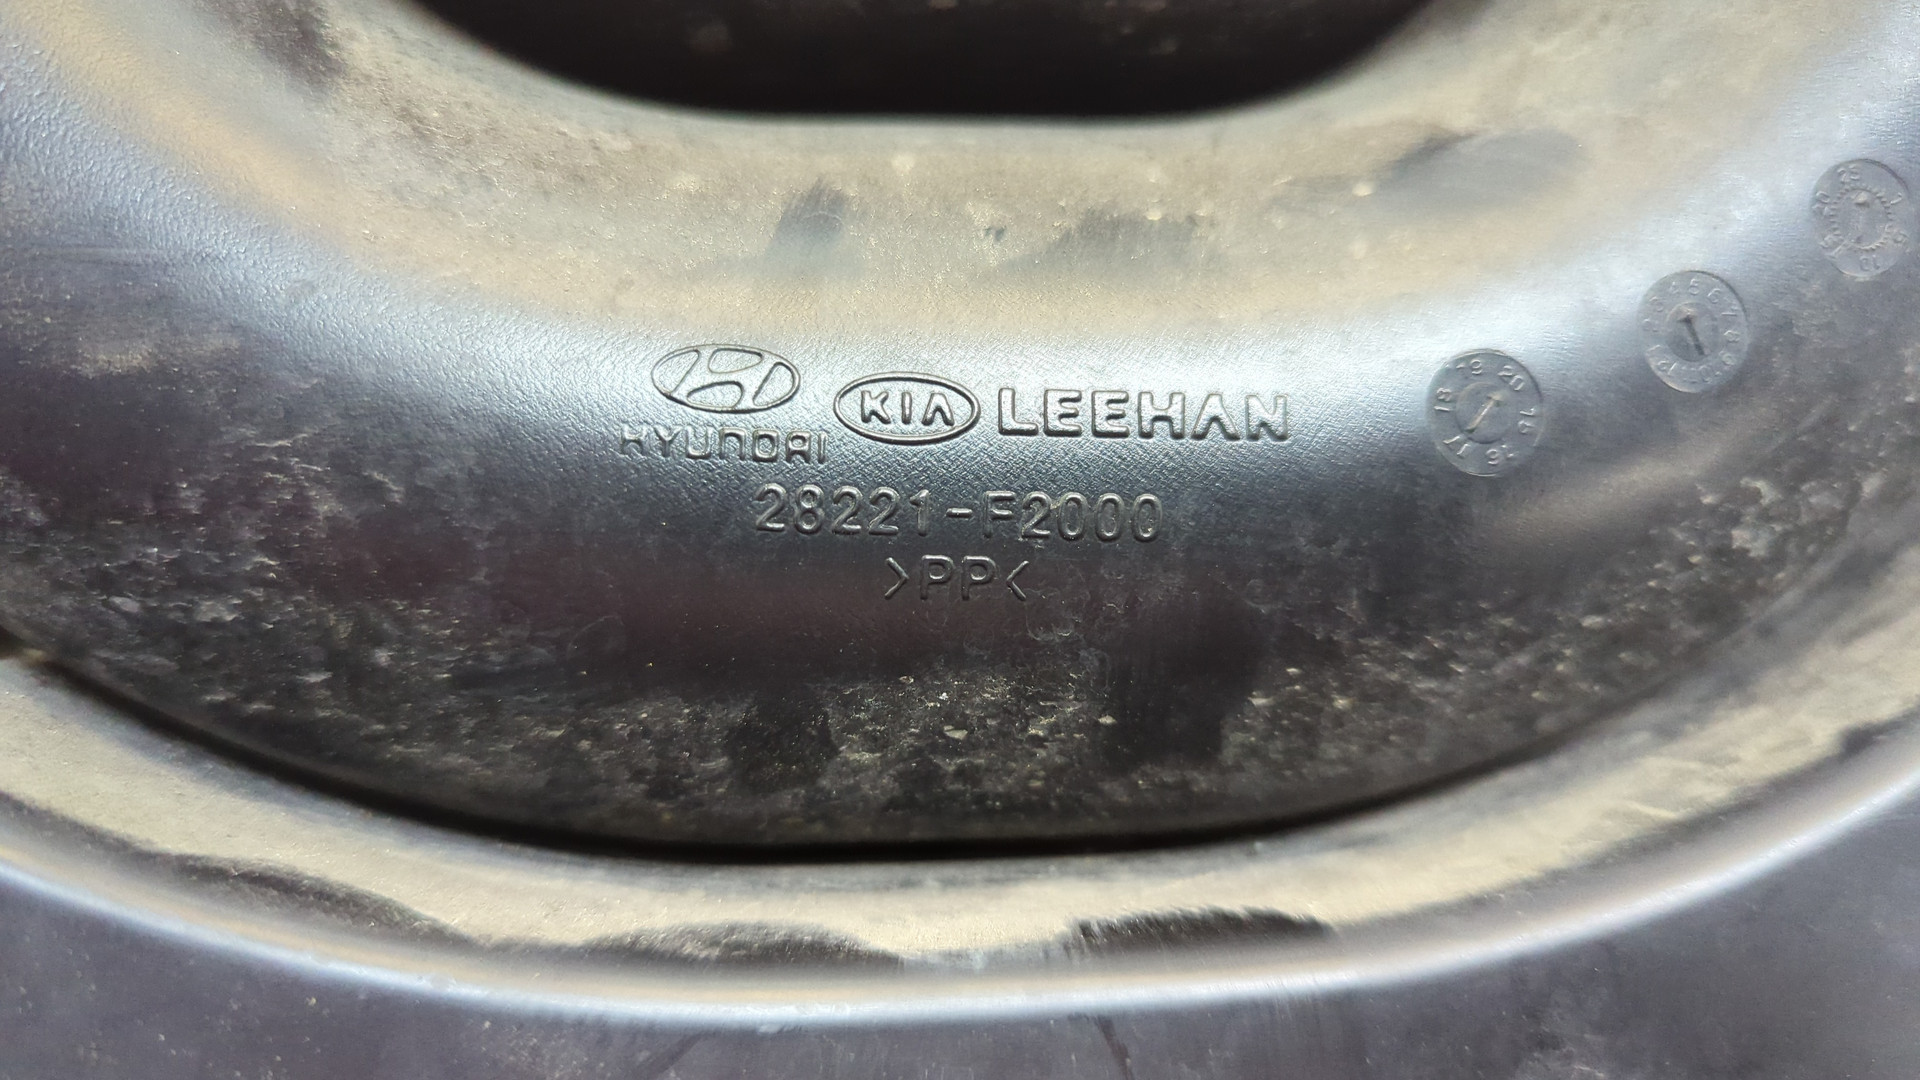 HYUNDAI KIA LEEHAN
28221-F2000
>PP<